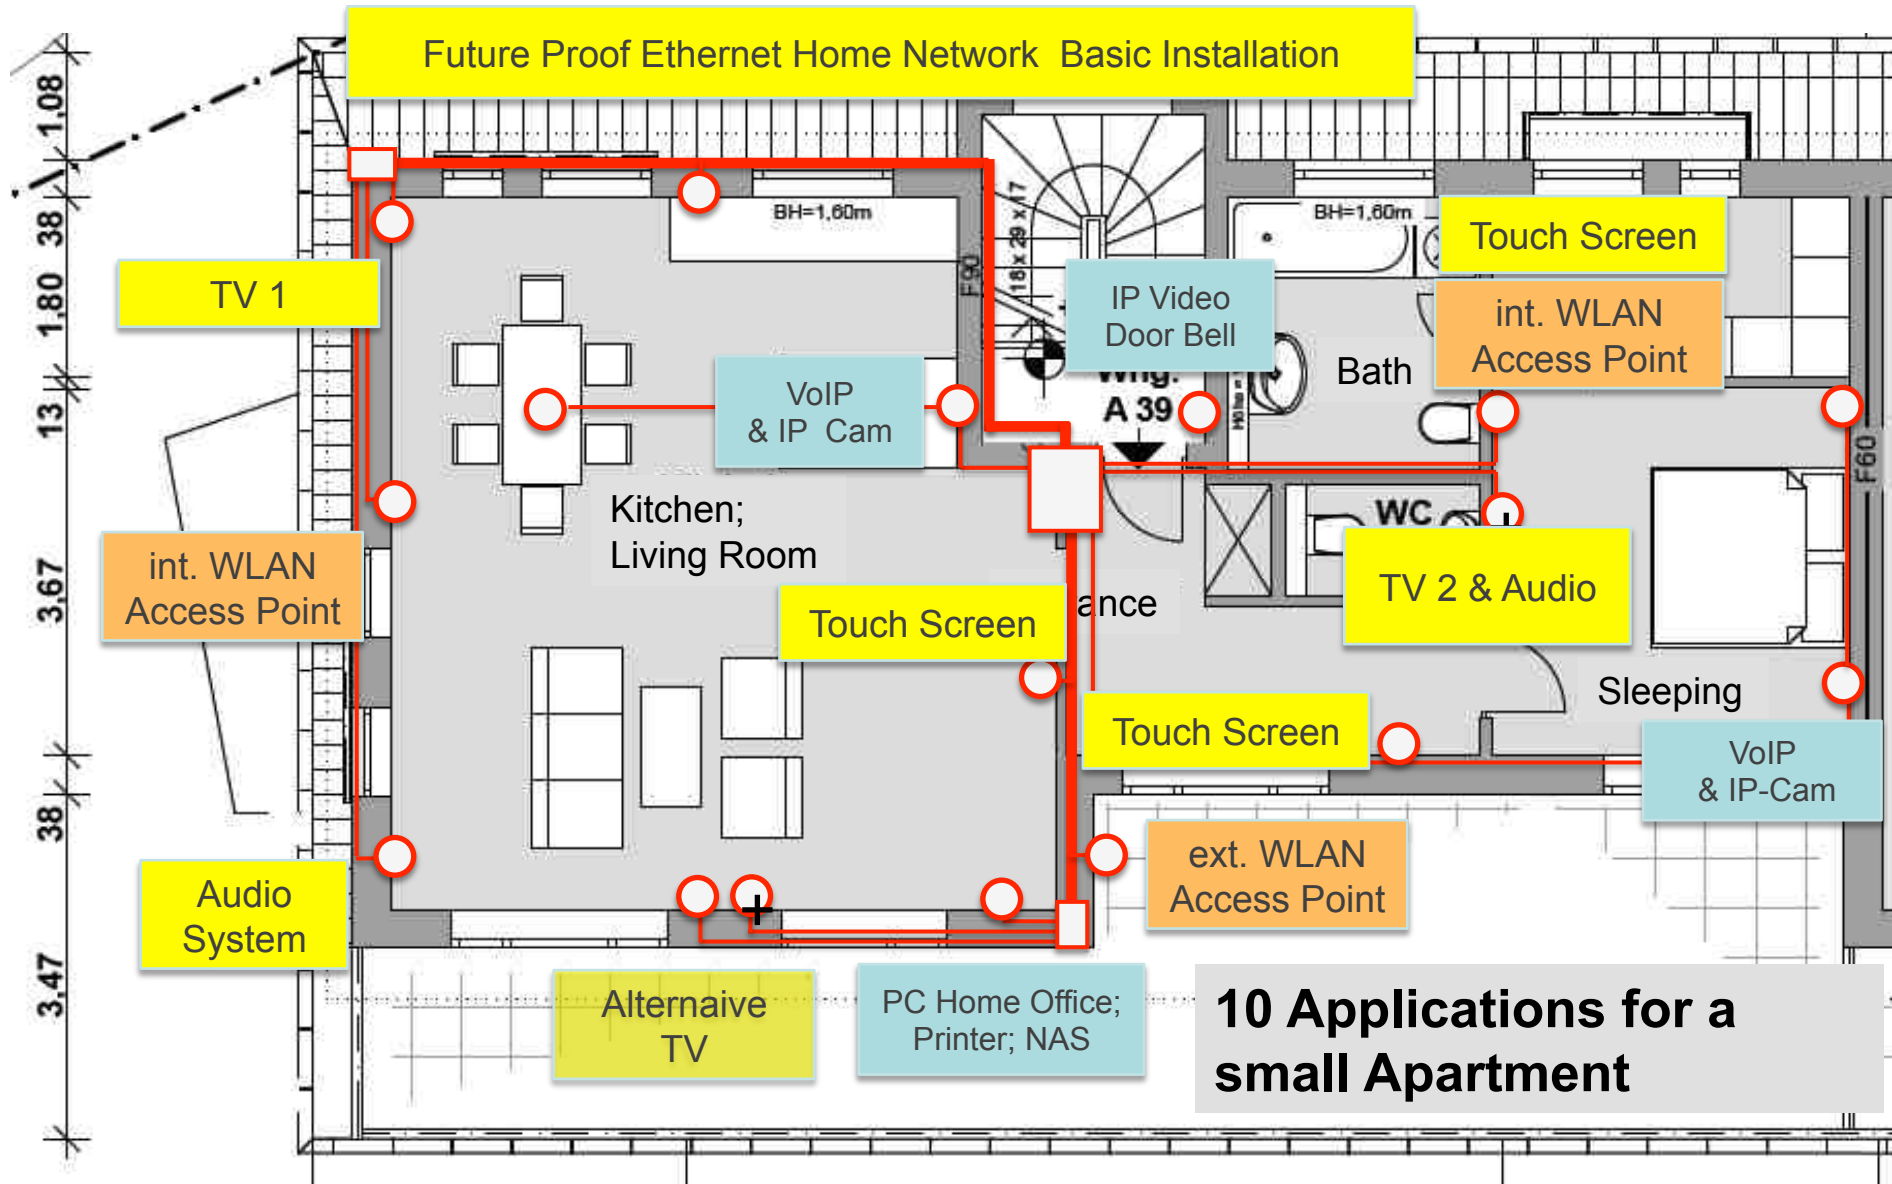 Future Proof Ethernet Home Network  Basic Installation
1,08
38
1,80
13
3,67
38
3,47
BH=1,60m
F90
18 x 29 x 17
BH=1,60m
Touch Screen
TV 1
IP Video
Door Bell
int. WLAN
Access Point
Bath
VoIP
& IP  Cam
Whg.
A 39
F60
Kitchen;
Living Room
WC
int. WLAN
Access Point
TV 2 & Audio
Touch Screen
ance
Sleeping
Touch Screen
VoIP
& IP-Cam
ext. WLAN
Access Point
Audio
System
Alternaive
TV
PC Home Office;
Printer; NAS
10 Applications for a
small Apartment